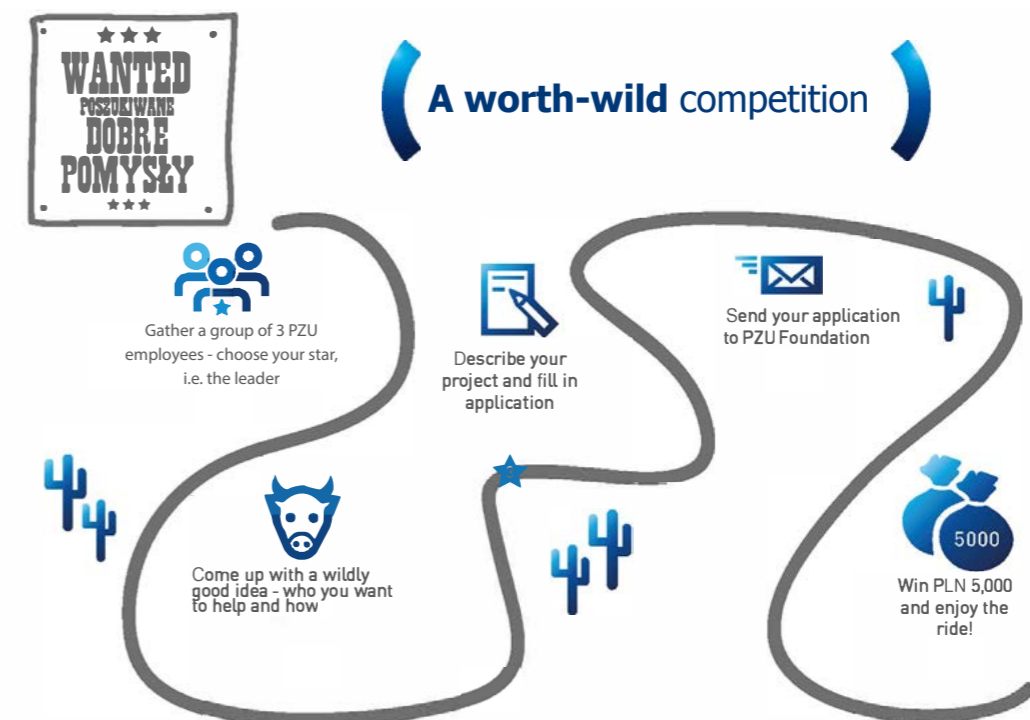 WANTED
POSZUKIWANE
DOBRE
POMYSŁY
A worth-wild competition
Gather a group of 3 PZU
employees - choose your star,
i.e. the leader
Come up with a wildly
good idea - who you want
to help and how
Describe your
project and fill in
application
3
Send your application
to PZU Foundation
5000
Win PLN 5,000
and enjoy the
ride!